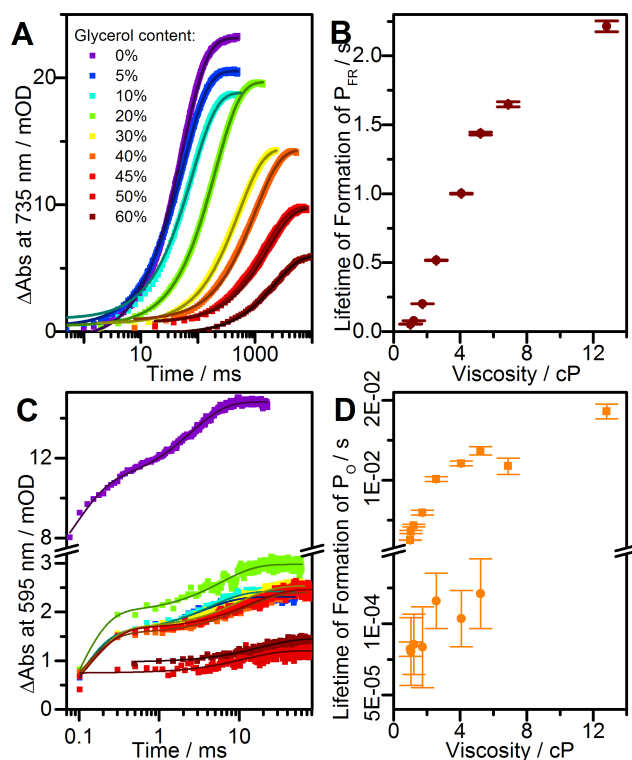 A
Glycerol content:
0%
5%
10%
20%
30%
40%
45%
50%
60%
20
10
0
ΔAbs at 735 nm / mOD
10
1000
Time / ms
B
2.0
1.5
1.0
0.5
0.0
Lifetime of Formation of P_FR / s
0
4
8
12
Viscosity / cP
C
12
8
3
2
1
0
ΔAbs at 595 nm / mOD
0.1
1
10
Time / ms
D
2E-02
1E-02
1E-04
5E-05
Lifetime of Formation of P_O / s
0
4
8
12
Viscosity / cP